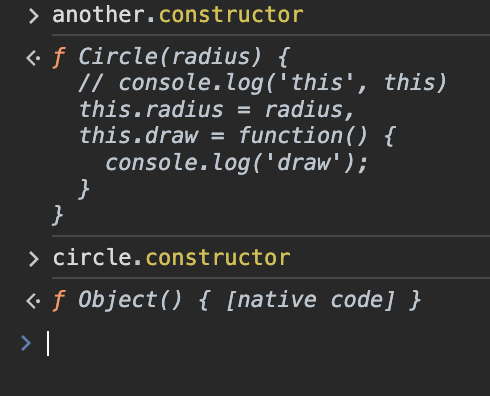 > another.constructor
<· ƒ Circle(radius) {
// console.log('this', this)
this.radius = radius,
this.draw = function() {
console.log('draw');
}
}
> circle.constructor
<· ƒ Object() { [native code] }
>